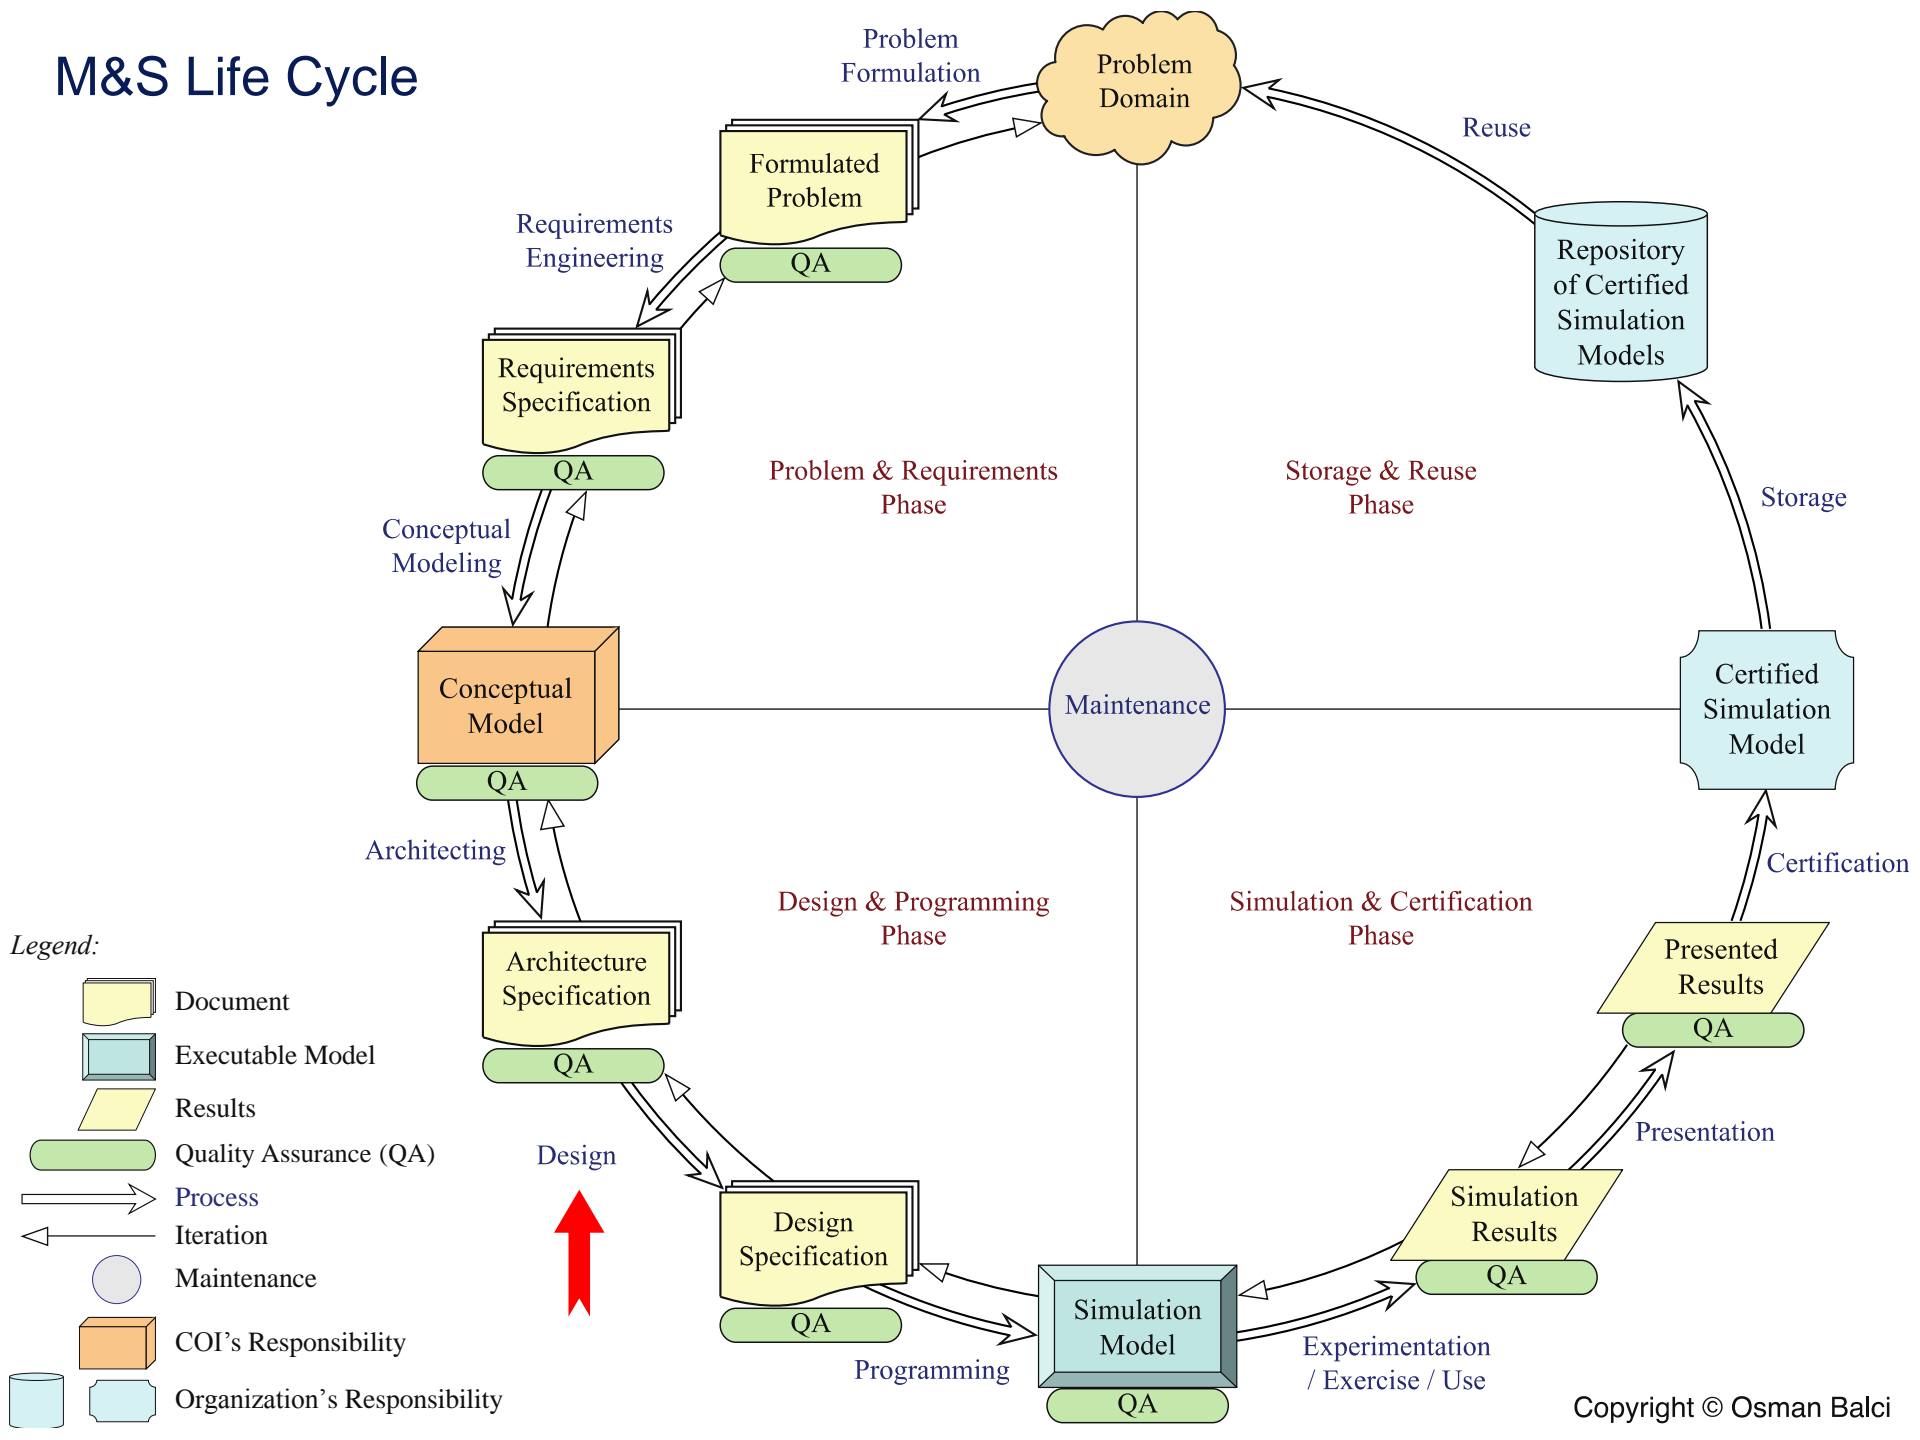 M&S Life Cycle
Problem
Formulation
Problem
Domain
Reuse
Formulated
Problem
QA
Requirements
Engineering
Repository
of Certified
Simulation
Models
Requirements
Specification
QA
Problem & Requirements
Phase
Storage & Reuse
Phase
Storage
Conceptual
Modeling
Conceptual
Model
QA
Maintenance
Certified
Simulation
Model
Architecting
Certification
Design & Programming
Phase
Simulation & Certification
Phase
Architecture
Specification
QA
Presented
Results
QA
Design
Presentation
Design
Specification
QA
Simulation
Results
QA
Programming
Simulation
Model
QA
Experimentation
/ Exercise / Use
Legend:
Document
Executable Model
Results
Quality Assurance (QA)
Process
Iteration
Maintenance
COI’s Responsibility
Organization’s Responsibility
Copyright © Osman Balci